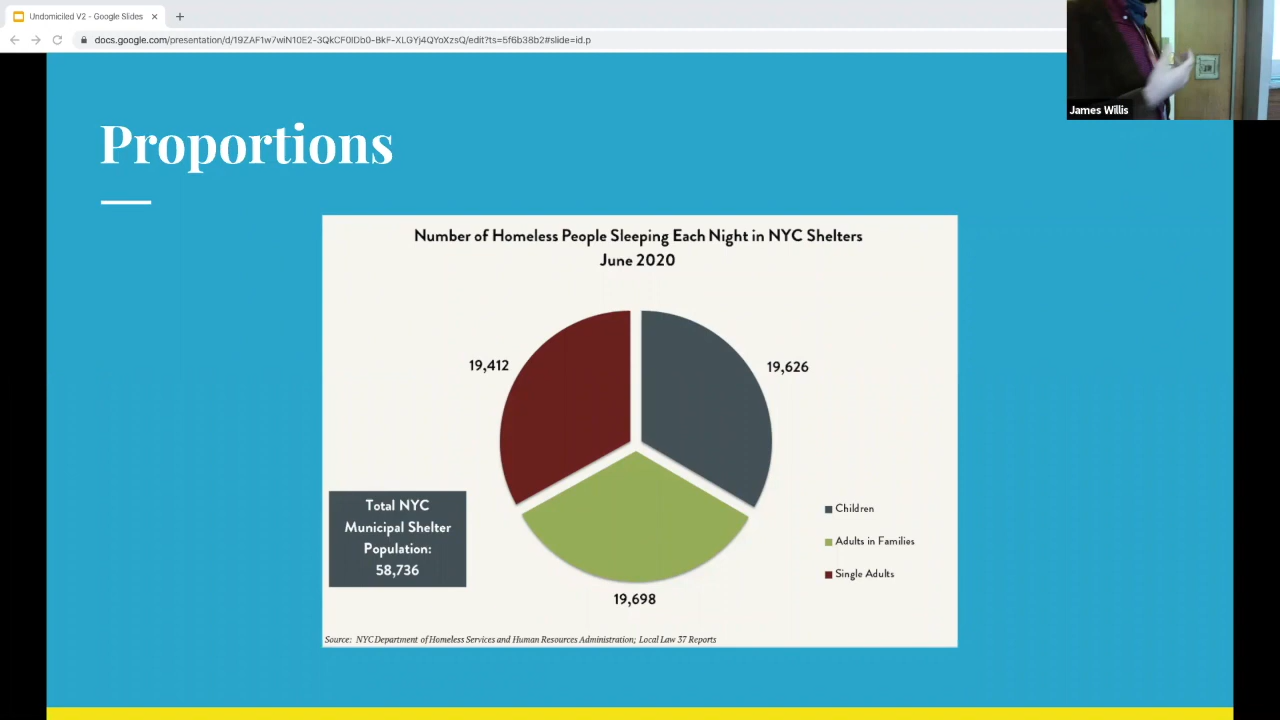 Undomiciled V2 - Google Slides
docs.google.com/presentation/d/19ZAF1w7wiN10E2-3QkCF0IDb0-BkF-XLGYj4QYoXzsQ/edit?ts=5f6b38b2#slide=id.p
James Willis
Proportions
Number of Homeless People Sleeping Each Night in NYC Shelters
June 2020
19,412
19,626
Total NYC
Municipal Shelter
Population:
58,736
Children
Adults in Families
Single Adults
19,698
Source: NYC Department of Homeless Services and Human Resources Administration; Local Law 37 Reports